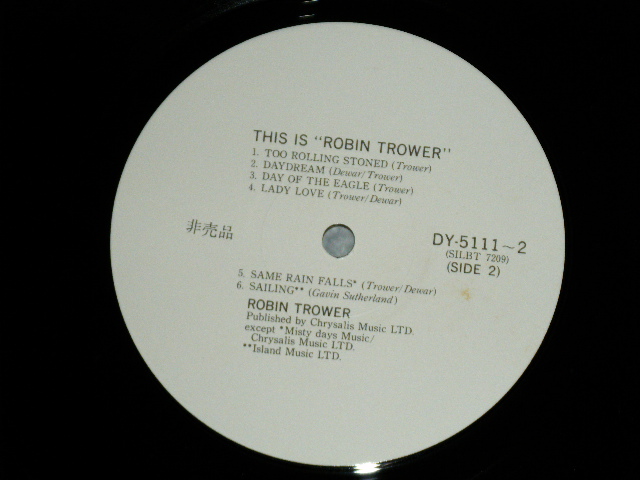 THIS IS "ROBIN TROWER"
1. TOO ROLLING STONED (Trower)
2. DAYDREAM (Dewar/Trower)
3. DAY OF THE EAGLE (Trower)
4. LADY LOVE (Trower/Dewar)
非売品
DY-5111~2
(SILBT 7209)
(SIDE 2)
5. SAME RAIN FALLS* (Trower/Dewar)
6. SAILING** (Gavin Sutherland)
ROBIN TROWER
Published by Chrysalis Music LTD.
except *Misty days Music/
Chrysalis Music LTD.
**Island Music LTD.